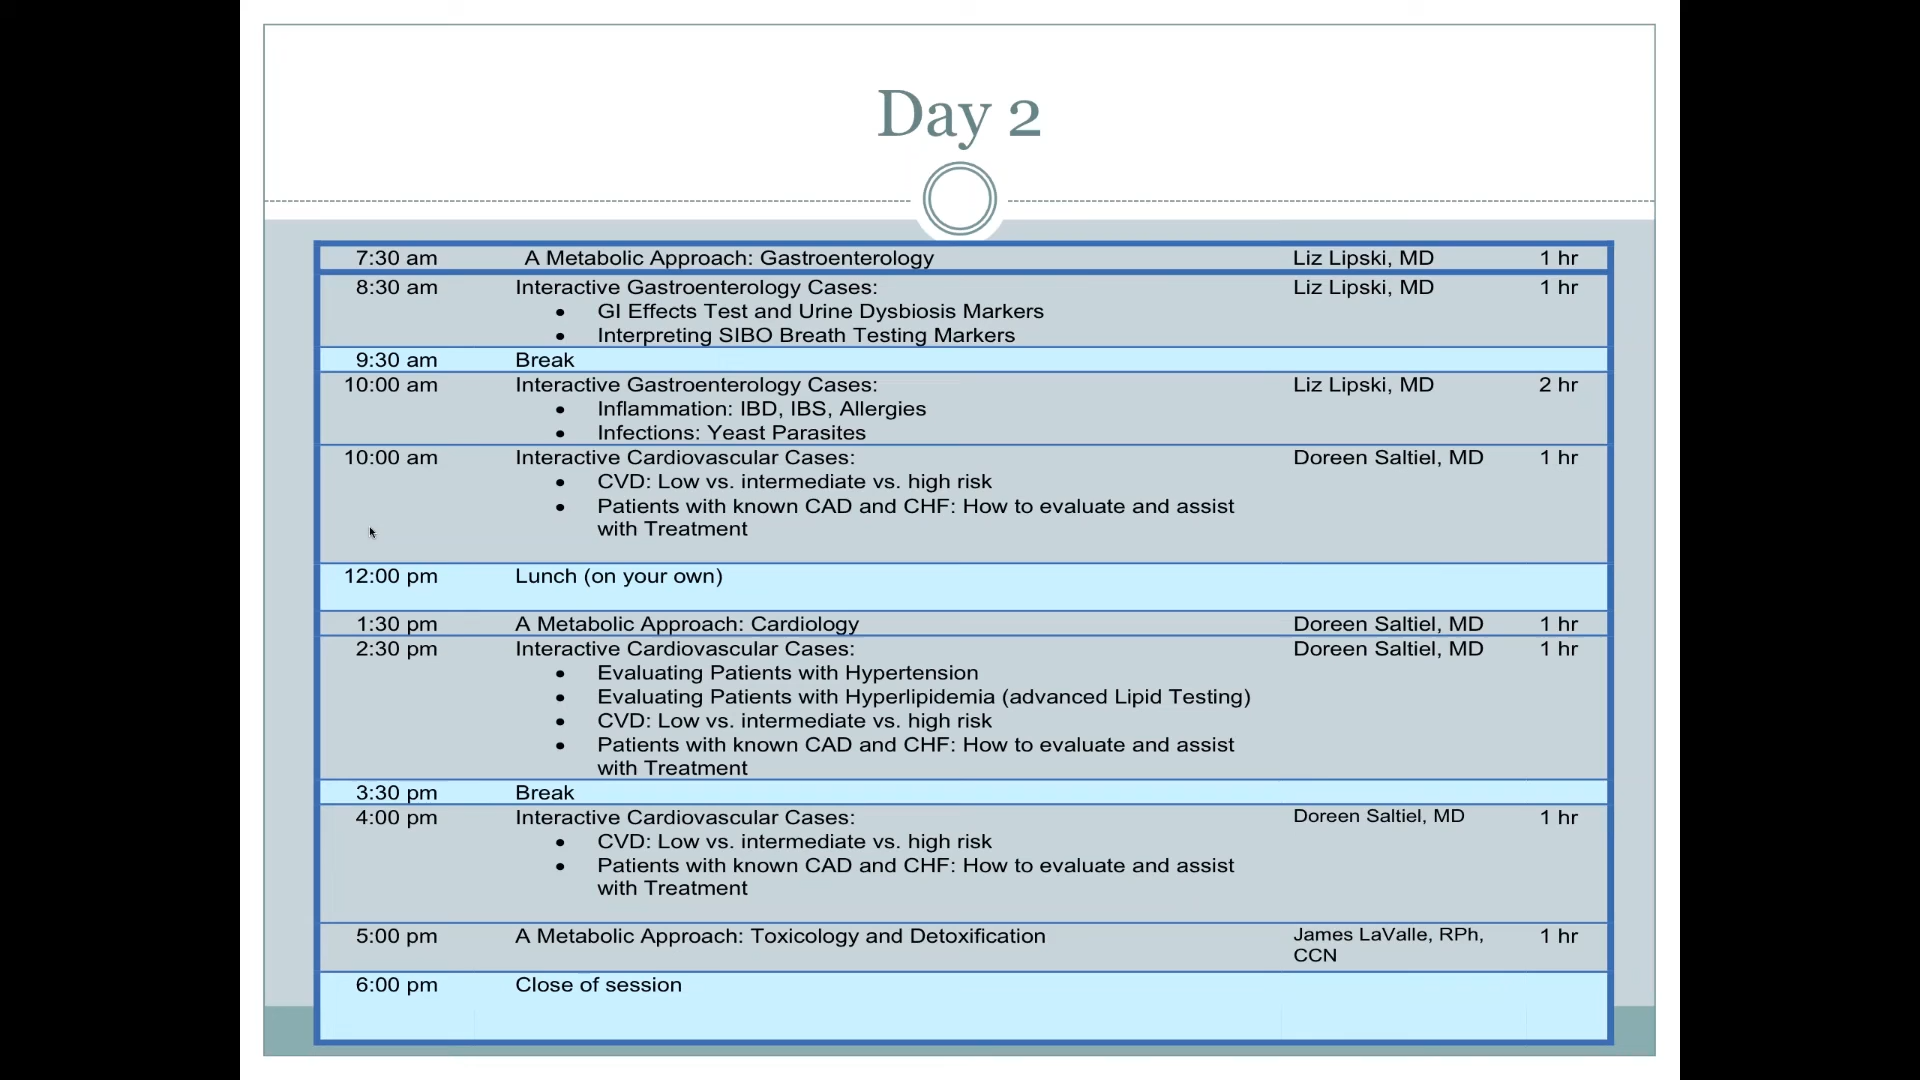 Day 2
7:30 am A Metabolic Approach: Gastroenterology Liz Lipski, MD 1 hr
8:30 am Interactive Gastroenterology Cases: Liz Lipski, MD 1 hr
• GI Effects Test and Urine Dysbiosis Markers
• Interpreting SIBO Breath Testing Markers
9:30 am Break
10:00 am Interactive Gastroenterology Cases: Liz Lipski, MD 2 hr
• Inflammation: IBD, IBS, Allergies
• Infections: Yeast Parasites
10:00 am Interactive Cardiovascular Cases: Doreen Saltiel, MD 1 hr
• CVD: Low vs. intermediate vs. high risk
• Patients with known CAD and CHF: How to evaluate and assist
with Treatment
12:00 pm Lunch (on your own)
1:30 pm A Metabolic Approach: Cardiology Doreen Saltiel, MD 1 hr
2:30 pm Interactive Cardiovascular Cases: Doreen Saltiel, MD 1 hr
• Evaluating Patients with Hypertension
• Evaluating Patients with Hyperlipidemia (advanced Lipid Testing)
• CVD: Low vs. intermediate vs. high risk
• Patients with known CAD and CHF: How to evaluate and assist
with Treatment
3:30 pm Break
4:00 pm Interactive Cardiovascular Cases: Doreen Saltiel, MD 1 hr
• CVD: Low vs. intermediate vs. high risk
• Patients with known CAD and CHF: How to evaluate and assist
with Treatment
5:00 pm A Metabolic Approach: Toxicology and Detoxification James LaValle, RPh, 1 hr
CCN
6:00 pm Close of session